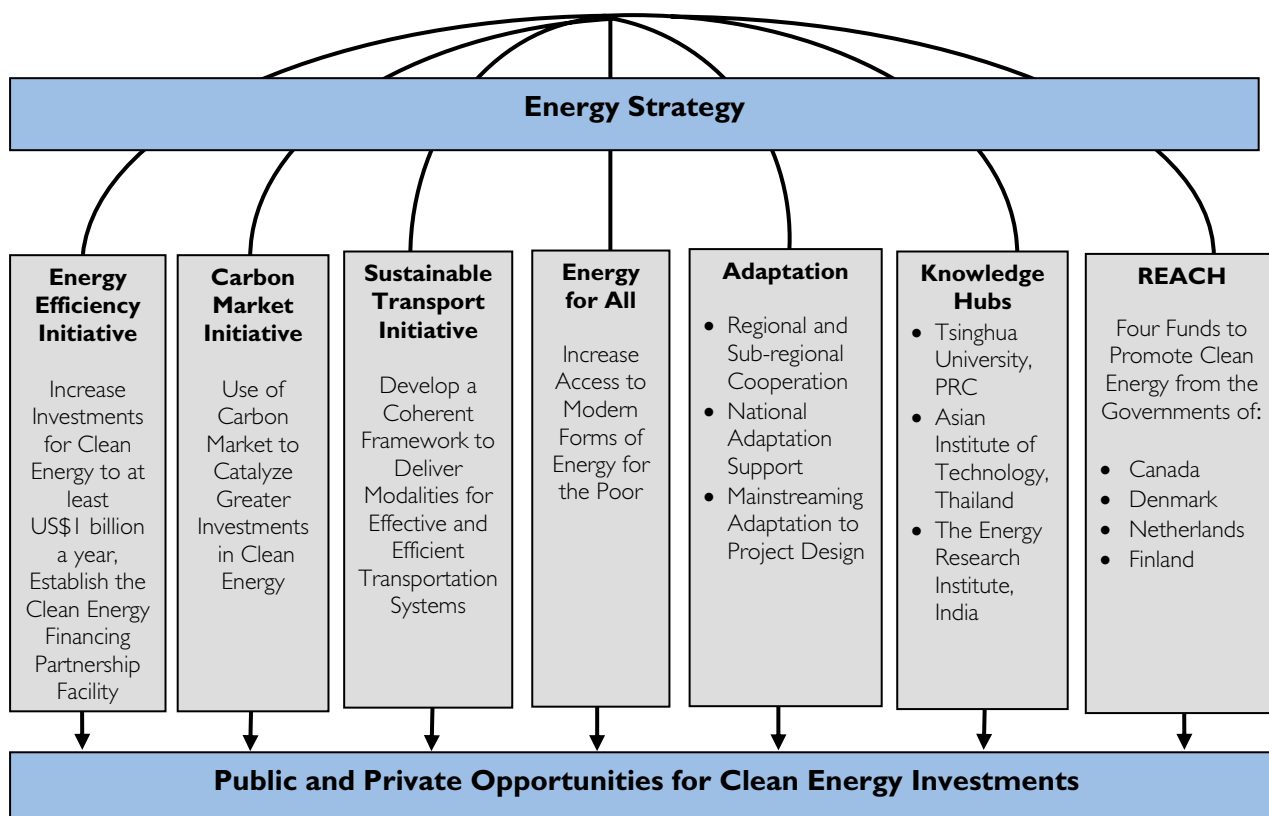 Energy Strategy
Energy
Efficiency
Initiative
Increase
Investments
for Clean
Energy to at
least
US$1 billion
a year,
Establish the
Clean Energy
Financing
Partnership
Facility
Carbon
Market
Initiative
Use of
Carbon
Market to
Catalyze
Greater
Investments
in Clean
Energy
Sustainable
Transport
Initiative
Develop a
Coherent
Framework to
Deliver
Modalities for
Effective and
Efficient
Transportation
Systems
Energy
for All
Increase
Access to
Modern
Forms of
Energy for
the Poor
Adaptation
• Regional and
Sub-regional
Cooperation
• National
Adaptation
Support
• Mainstreaming
Adaptation to
Project Design
Knowledge
Hubs
• Tsinghua
University,
PRC
• Asian
Institute of
Technology,
Thailand
• The Energy
Research
Institute,
India
REACH
Four Funds to
Promote Clean
Energy from the
Governments of:
• Canada
• Denmark
• Netherlands
• Finland
Public and Private Opportunities for Clean Energy Investments